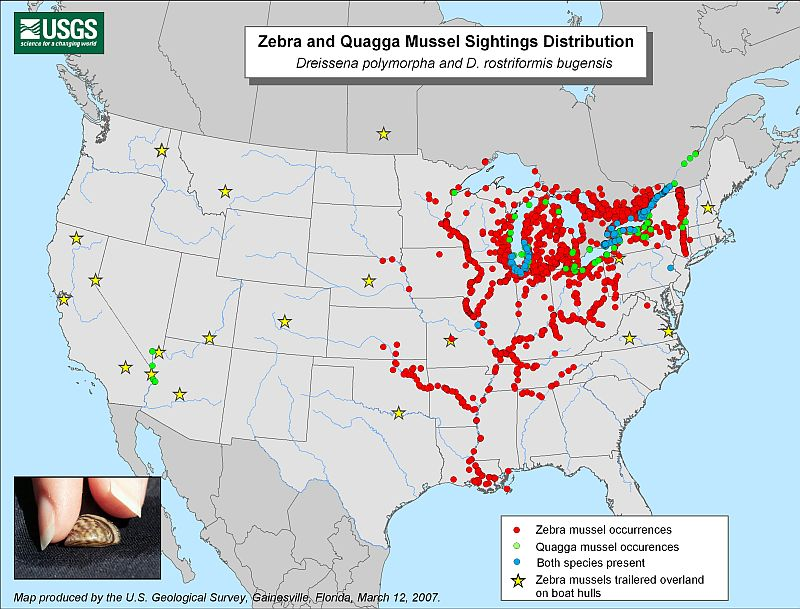 USGS
science for a changing world
Zebra and Quagga Mussel Sightings Distribution
Dreissena polymorpha and D. rostriformis bugensis
Zebra mussel occurrences
Quagga mussel occurences
Both species present
Zebra mussels trailered overland
on boat hulls
Map produced by the U.S. Geological Survey, Gainesville, Florida, March 12, 2007.